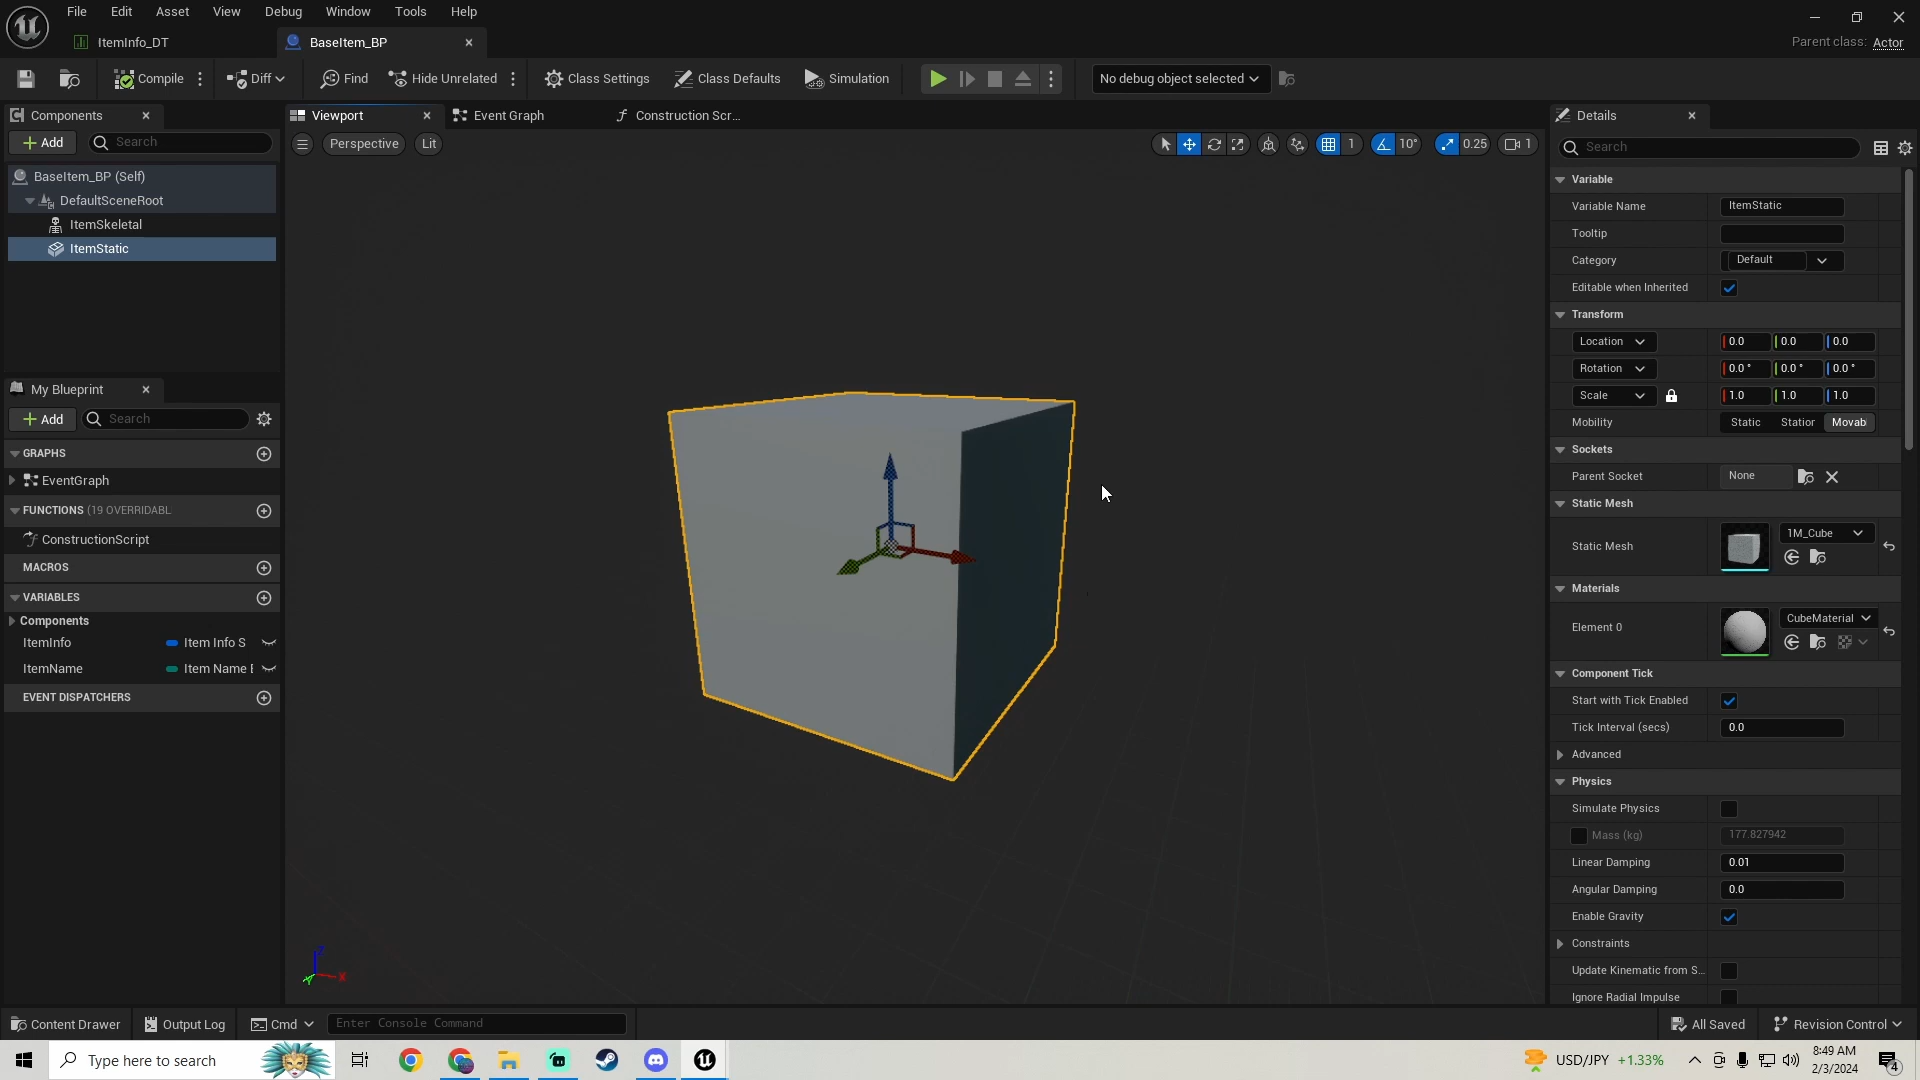 File Edit Asset View Debug Window Tools Help
ItemInfo_DT
BaseItem_BP
Parent class: Actor
Compile
Diff
Find
Hide Unrelated
Class Settings
Class Defaults
Simulation
No debug object selected
Components
Add
Search
BaseItem_BP (Self)
DefaultSceneRoot
ItemSkeletal
ItemStatic
My Blueprint
Add
Search
GRAPHS
EventGraph
FUNCTIONS (19 OVERRIDABL
ConstructionScript
MACROS
VARIABLES
Components
ItemInfo Item Info S
ItemName Item Name
EVENT DISPATCHERS
Viewport
Event Graph
Construction Scr...
Perspective
Lit
1
10°
0.25
1
Z
X
Y
Details
Search
Variable
Variable Name ItemStatic
Tooltip
Category Default
Editable when Inherited
Transform
Location 0.0 0.0 0.0
Rotation 0.0 ° 0.0 ° 0.0 °
Scale 1.0 1.0 1.0
Mobility Static Statior Movab
Sockets
Parent Socket None
Static Mesh
Static Mesh 1M_Cube
Materials
Element 0 CubeMaterial
Component Tick
Start with Tick Enabled
Tick Interval (secs) 0.0
Advanced
Physics
Simulate Physics
Mass (kg) 177.827942
Linear Damping 0.01
Angular Damping 0.0
Enable Gravity
Constraints
Update Kinematic from S...
Ignore Radial Impulse
Content Drawer
Output Log
Cmd
Enter Console Command
All Saved
Revision Control
Type here to search
USD/JPY +1.33%
8:49 AM
2/3/2024
4